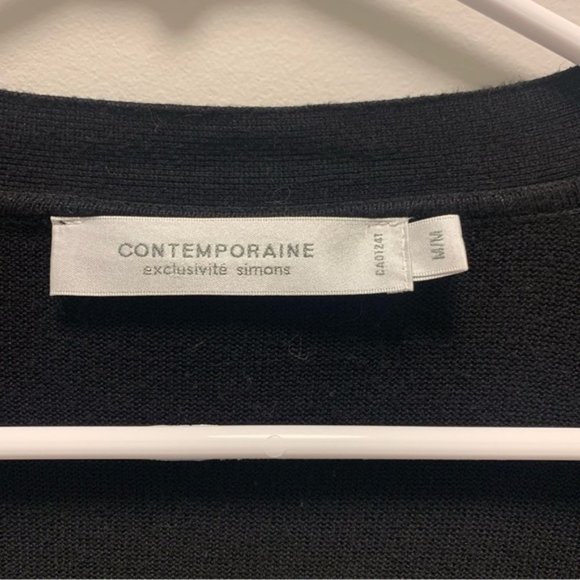 CONTEMPORAINE
exclusivité simons
CA01241
M/M